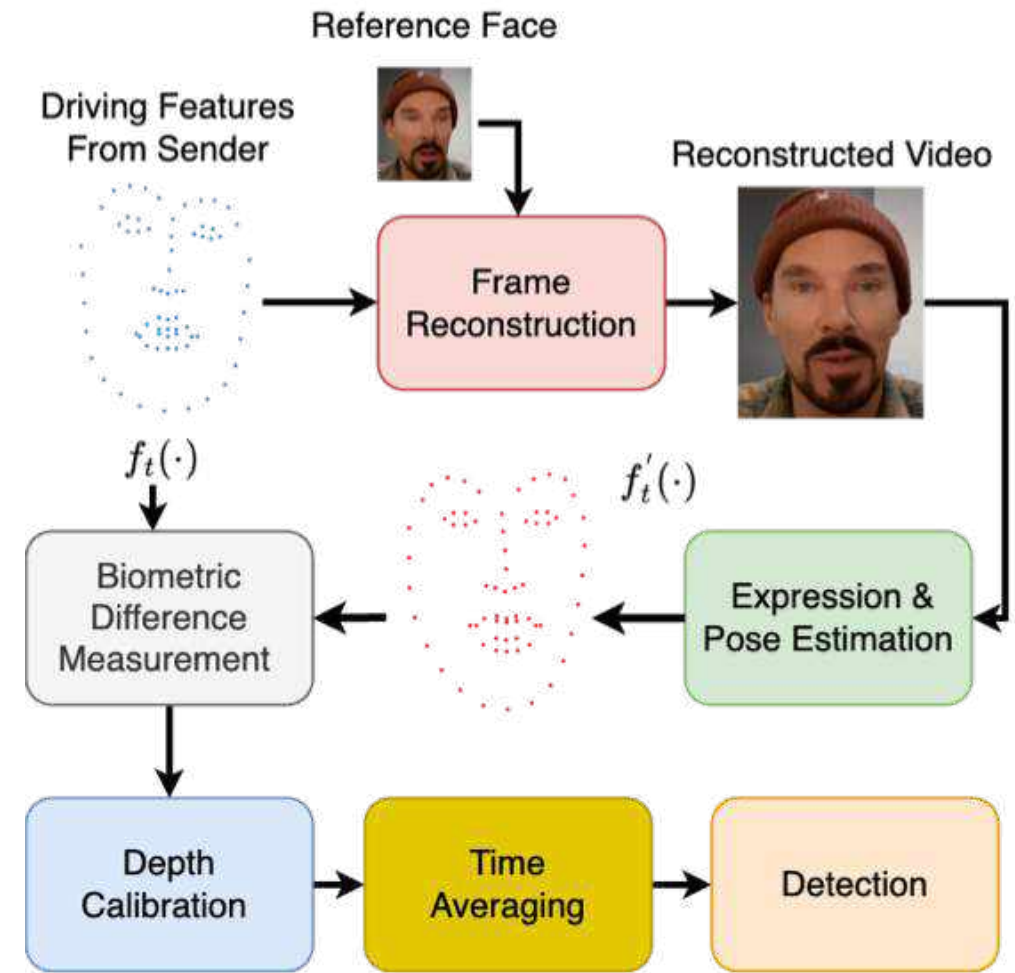 Reference Face
Driving Features
From Sender
Reconstructed Video
Frame
Reconstruction
f_t(·)
f_t'(·)
Biometric
Difference
Measurement
Expression &
Pose Estimation
Depth
Calibration
Time
Averaging
Detection